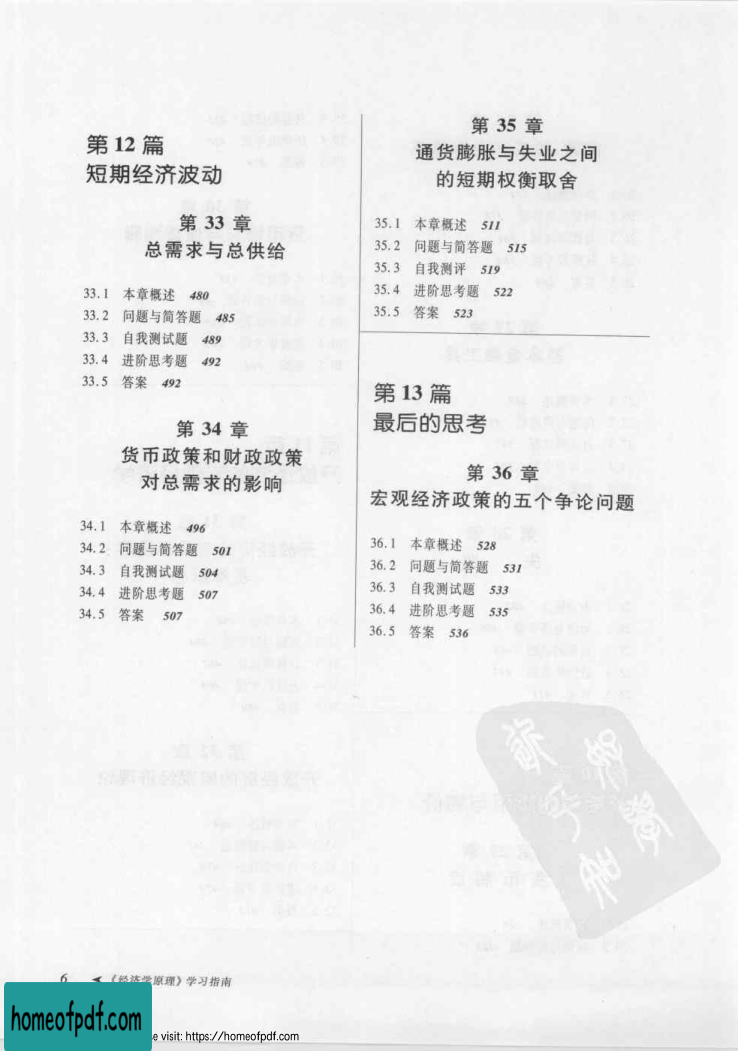 第12篇
短期经济波动
第 33 章
总需求与总供给
33.1 本章概述 480
33.2 问题与简答题 485
33.3 自我测试题 489
33.4 进阶思考题 492
33.5 答案 492
第 34 章
货币政策和财政政策
对总需求的影响
34.1 本章概述 496
34.2 问题与简答题 501
34.3 自我测试题 504
34.4 进阶思考题 507
34.5 答案 507
第 35 章
通货膨胀与失业之间
的短期权衡取舍
35.1 本章概述 511
35.2 问题与简答题 515
35.3 自我测评 519
35.4 进阶思考题 522
35.5 答案 523
第13篇
最后的思考
第 36 章
宏观经济政策的五个争论问题
36.1 本章概述 528
36.2 问题与简答题 531
36.3 自我测试题 533
36.4 进阶思考题 535
36.5 答案 536
6 《经济学原理》学习指南
homeofpdf.com
e visit: https://homeofpdf.com